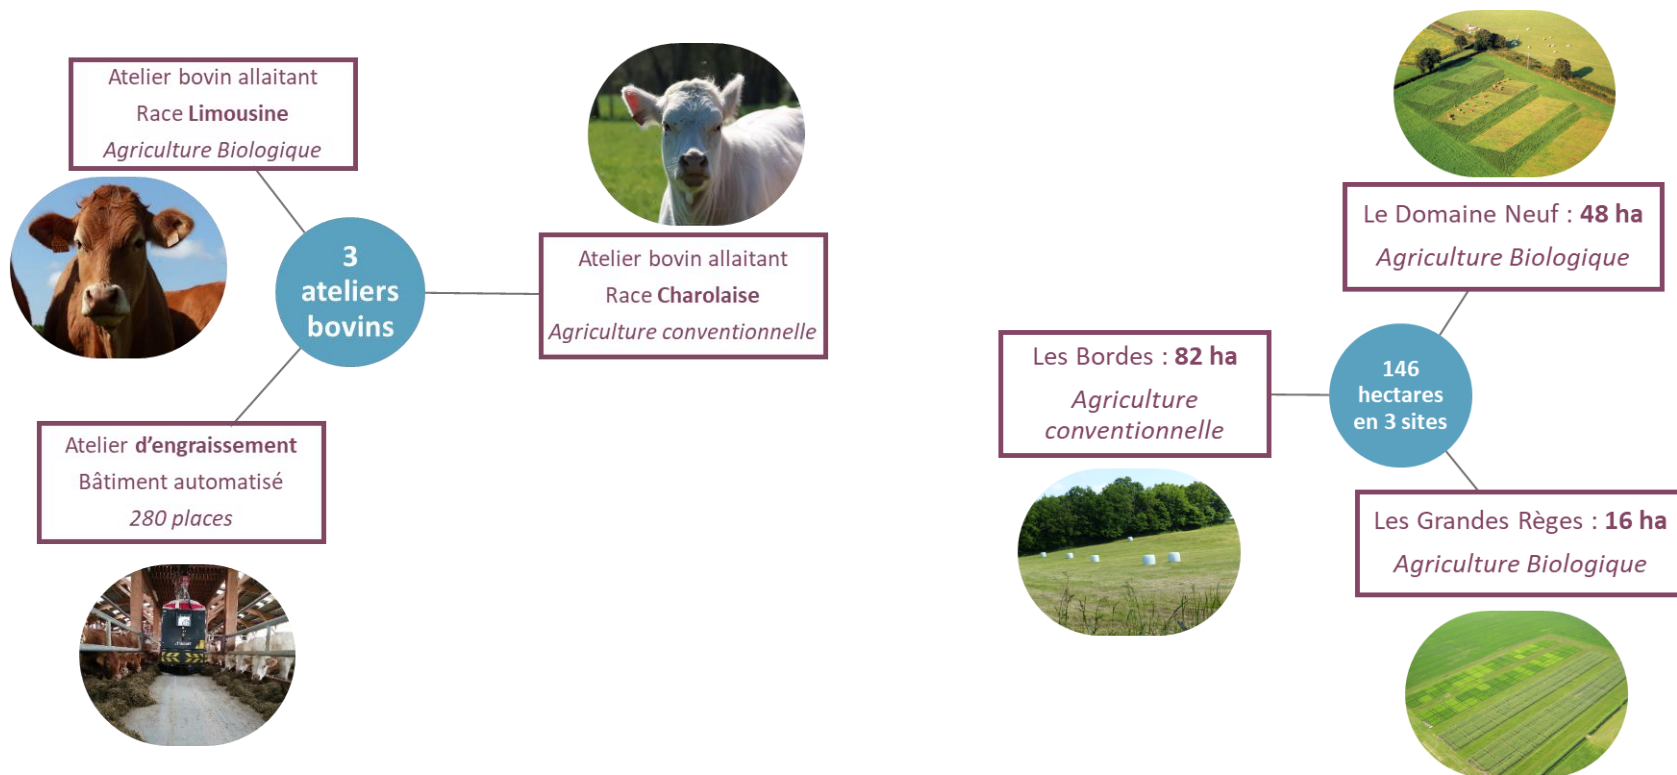 Atelier bovin allaitant
Race Limousine
Agriculture Biologique
3
ateliers
bovins
Atelier bovin allaitant
Race Charolaise
Agriculture conventionnelle
Atelier d'engraissement
Bâtiment automatisé
280 places
Le Domaine Neuf : 48 ha
Agriculture Biologique
Les Bordes : 82 ha
Agriculture
conventionnelle
146
hectares
en 3 sites
Les Grandes Règes : 16 ha
Agriculture Biologique